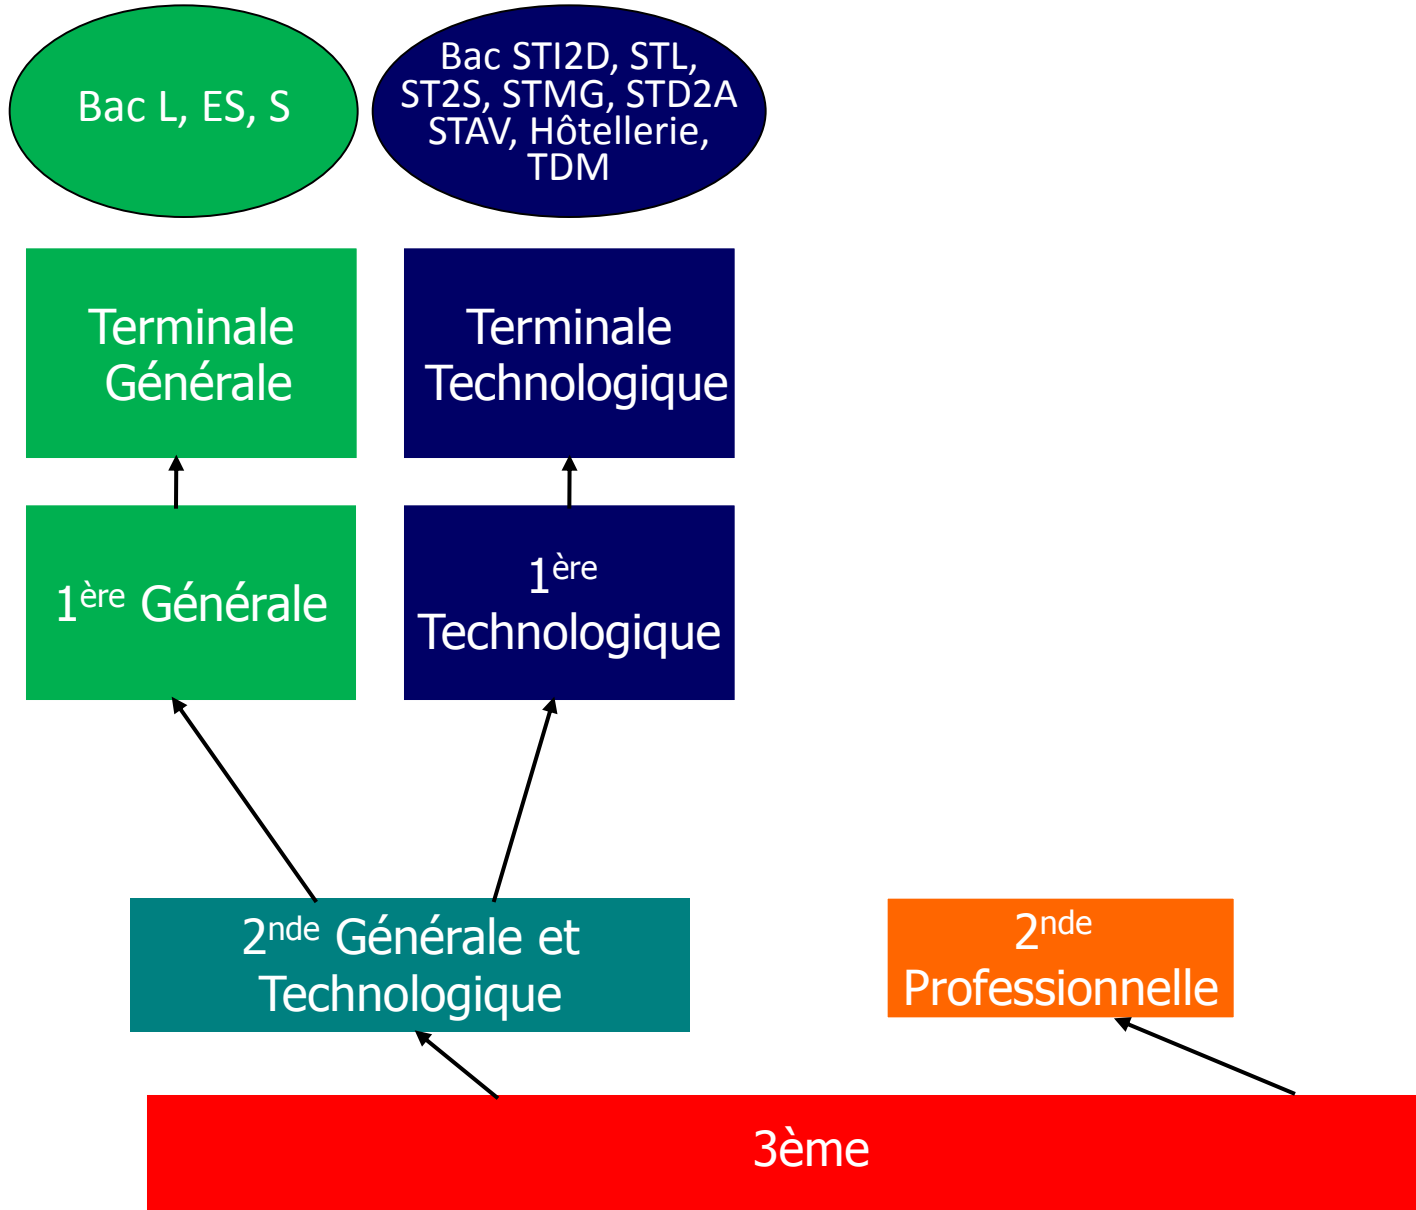 Bac L, ES, S
Bac STI2D, STL,
ST2S, STMG, STD2A
STAV, Hôtellerie,
TDM
Terminale
Générale
Terminale
Technologique
1ère Générale
1ère
Technologique
2nde Générale et
Technologique
2nde
Professionnelle
3ème